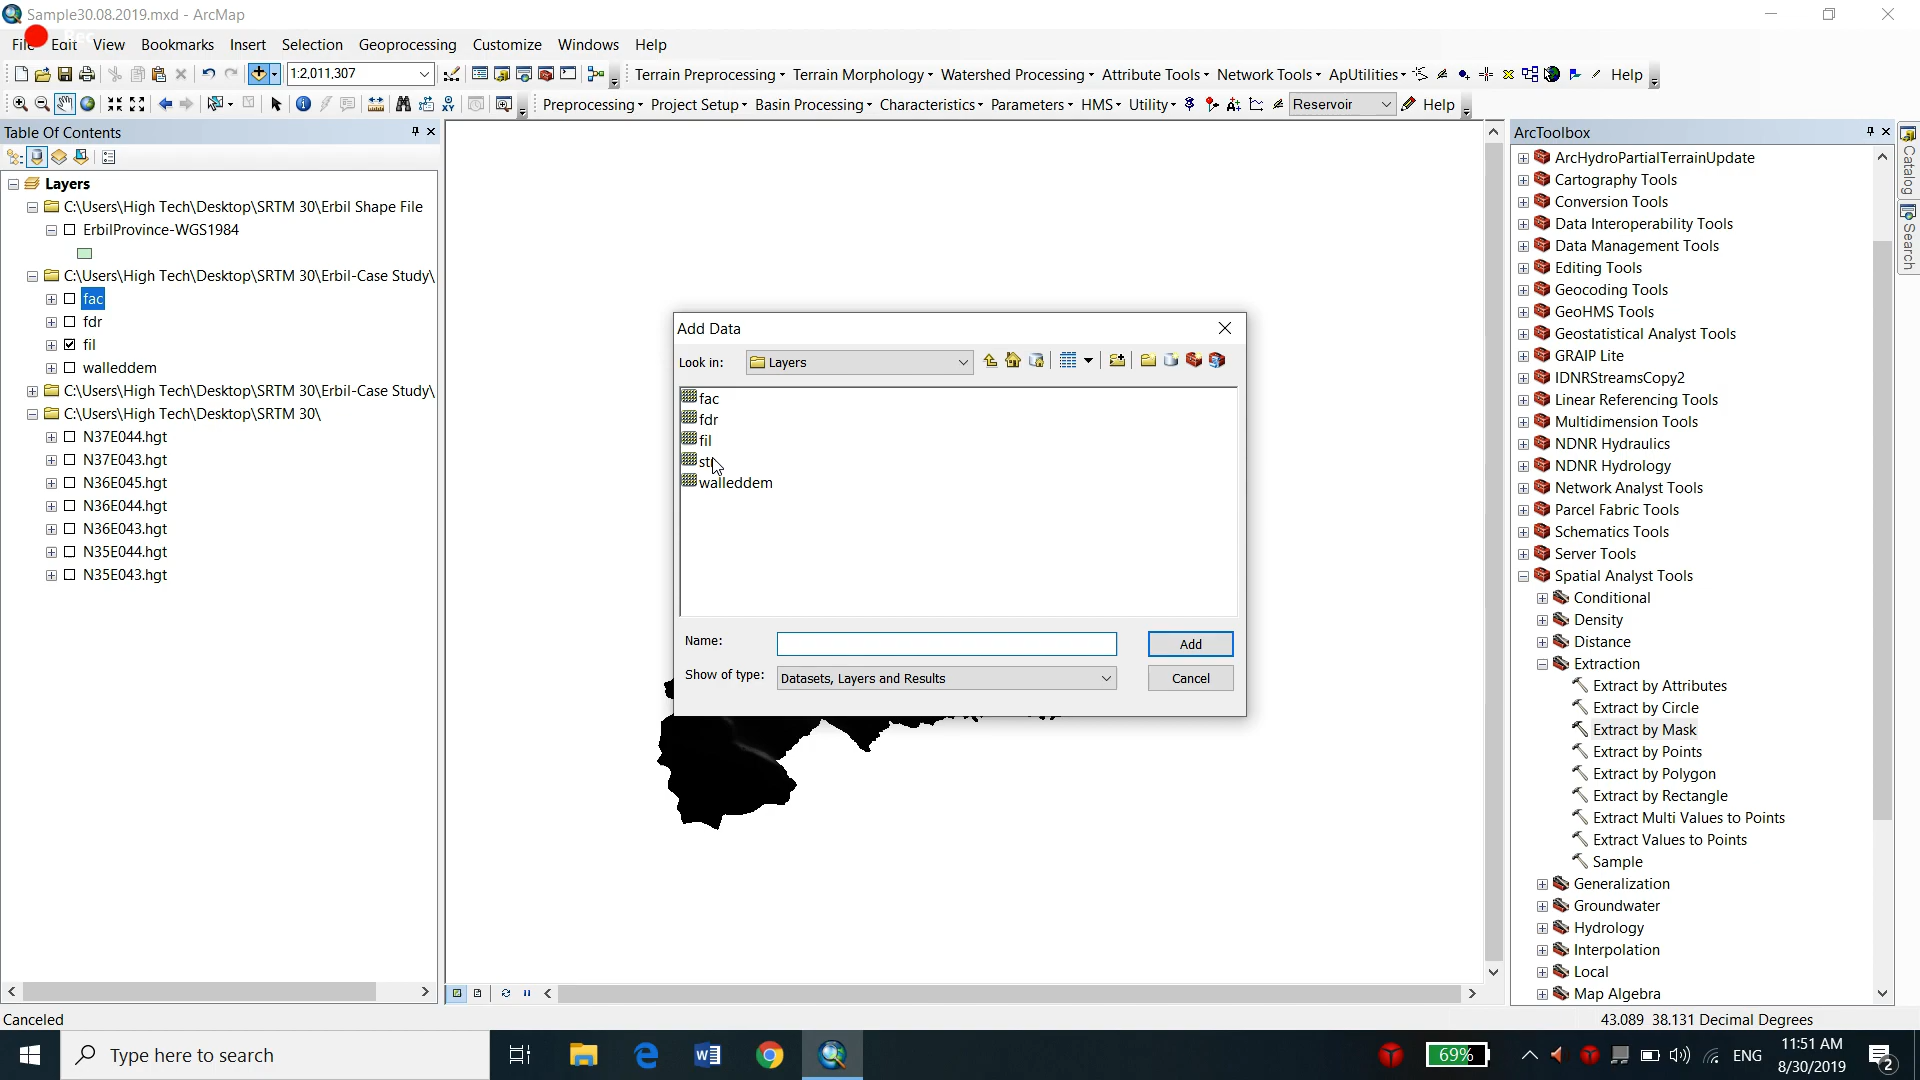 Sample30.08.2019.mxd - ArcMap
File Edit View Bookmarks Insert Selection Geoprocessing Customize Windows Help
1:2,011,307
Terrain Preprocessing Terrain Morphology Watershed Processing Attribute Tools Network Tools ApUtilities Help
Preprocessing Project Setup Basin Processing Characteristics Parameters HMS Utility Reservoir Help
Table Of Contents
Layers
C:\Users\High Tech\Desktop\SRTM 30\Erbil Shape File
ErbilProvince-WGS1984
C:\Users\High Tech\Desktop\SRTM 30\Erbil-Case Study\
fac
fdr
fil
walleddem
C:\Users\High Tech\Desktop\SRTM 30\Erbil-Case Study\
C:\Users\High Tech\Desktop\SRTM 30\
N37E044.hgt
N37E043.hgt
N36E045.hgt
N36E044.hgt
N36E043.hgt
N35E044.hgt
N35E043.hgt
Add Data
Look in: Layers
fac
fdr
fil
walleddem
Name:
Add
Show of type: Datasets, Layers and Results
Cancel
ArcToolbox
ArcHydroPartialTerrainUpdate
Cartography Tools
Conversion Tools
Data Interoperability Tools
Data Management Tools
Editing Tools
Geocoding Tools
GeoHMS Tools
Geostatistical Analyst Tools
GRAIP Lite
IDNRStreamsCopy2
Linear Referencing Tools
Multidimension Tools
NDNR Hydraulics
NDNR Hydrology
Network Analyst Tools
Parcel Fabric Tools
Schematics Tools
Server Tools
Spatial Analyst Tools
Conditional
Density
Distance
Extraction
Extract by Attributes
Extract by Circle
Extract by Mask
Extract by Points
Extract by Polygon
Extract by Rectangle
Extract Multi Values to Points
Extract Values to Points
Sample
Generalization
Groundwater
Hydrology
Interpolation
Local
Map Algebra
Catalog
Search
Canceled
43.089 38.131 Decimal Degrees
Type here to search
69%
ENG
11:51 AM
8/30/2019
2